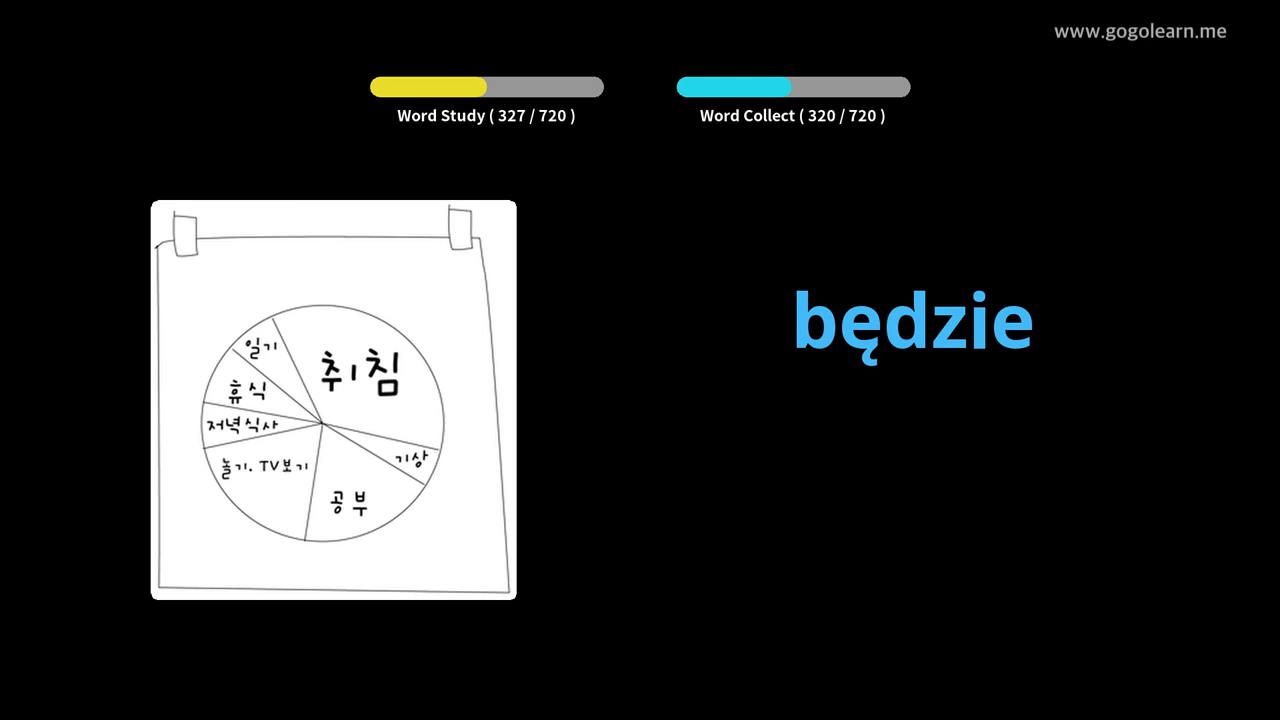 www.gogolearn.me
Word Study ( 327 / 720 )
Word Collect ( 320 / 720 )
일기
취침
휴식
저녁식사
놀기. TV보기
기상
공부
będzie